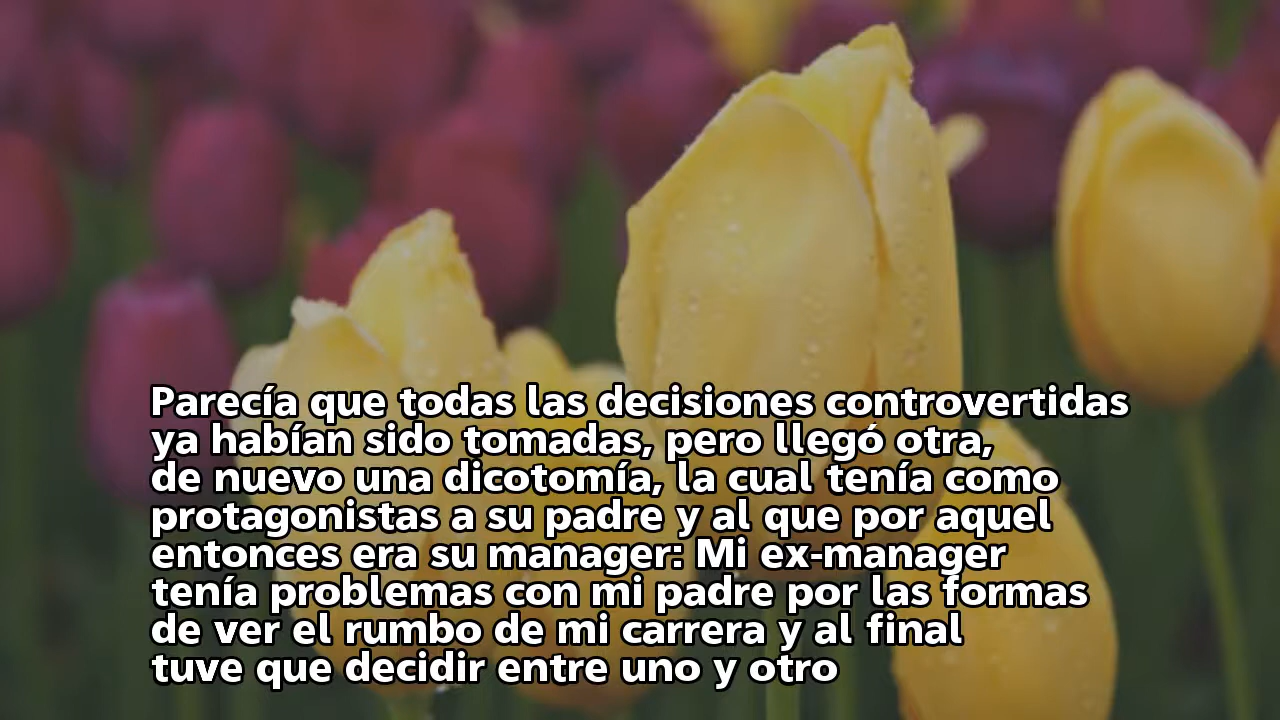 Parecía que todas las decisiones controvertidas
ya habían sido tomadas, pero llegó otra,
de nuevo una dicotomía, la cual tenía como
protagonistas a su padre y al que por aquel
entonces era su manager: Mi ex-manager
tenía problemas con mi padre por las formas
de ver el rumbo de mi carrera y al final
tuve que decidir entre uno y otro